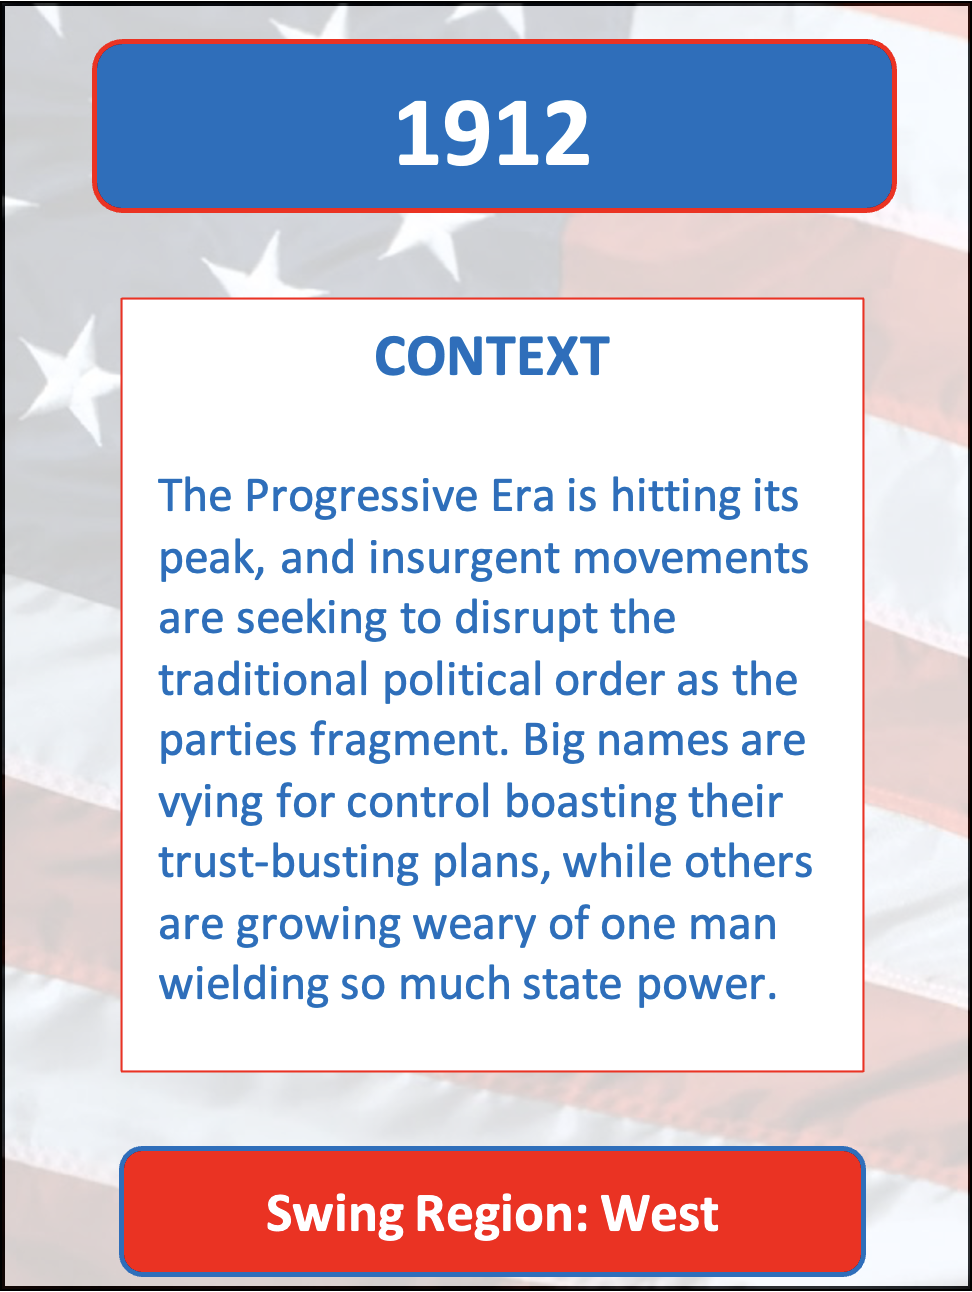 1912
CONTEXT
The Progressive Era is hitting its
peak, and insurgent movements
are seeking to disrupt the
traditional political order as the
parties fragment. Big names are
vying for control boasting their
trust-busting plans, while others
are growing weary of one man
wielding so much state power.
Swing Region: West